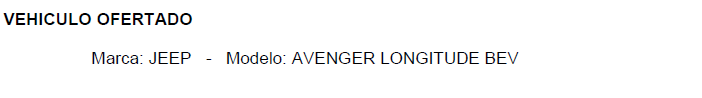 VEHICULO OFERTADO
Marca: JEEP - Modelo: AVENGER LONGITUDE BEV